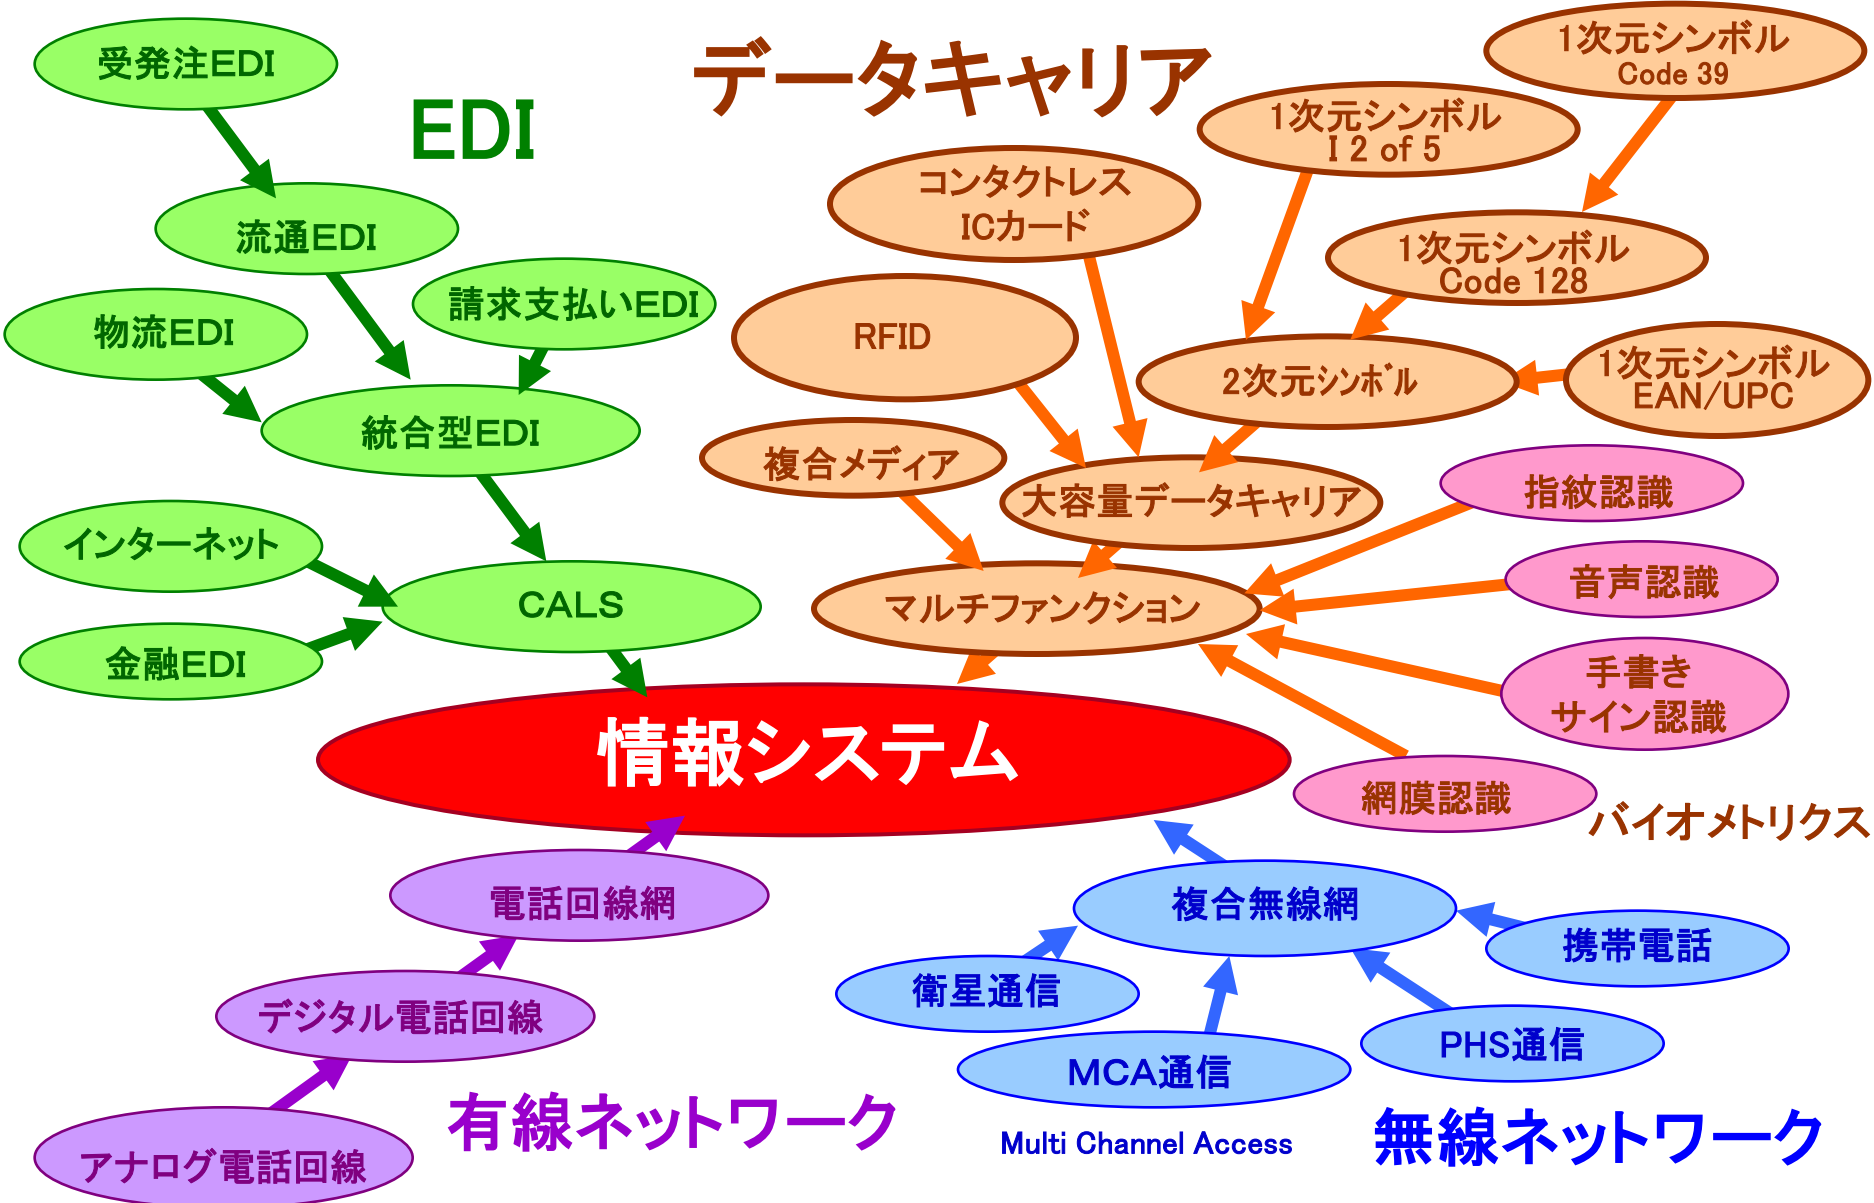 受発注EDI
EDI
データキャリア
1次元シンボル
Code 39
1次元シンボル
I 2 of 5
コンタクトレス
ICカード
流通EDI
1次元シンボル
Code 128
物流EDI
請求支払いEDI
RFID
2次元シンボル
1次元シンボル
EAN/UPC
統合型EDI
複合メディア
大容量データキャリア
指紋認識
インターネット
CALS
マルチファンクション
音声認識
金融EDI
手書き
サイン認識
情報システム
網膜認識
バイオメトリクス
電話回線網
複合無線網
携帯電話
デジタル電話回線
衛星通信
MCA通信
PHS通信
アナログ電話回線
有線ネットワーク
Multi Channel Access
無線ネットワーク